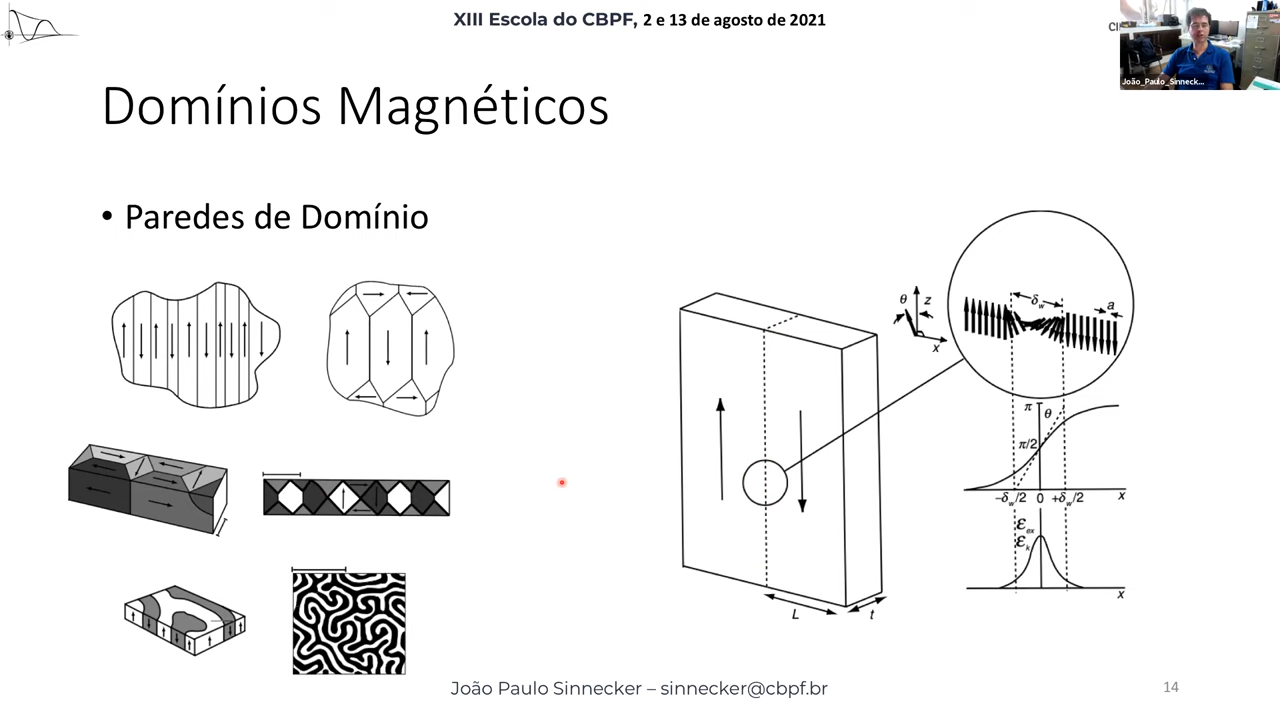 XIII Escola do CBPF, 2 e 13 de agosto de 2021
CI
João_Paulo_Sinneck...
Domínios Magnéticos
• Paredes de Domínio
θ z x
δw a
π θ
π/2
−δw/2 0 +δw/2 x
εex
εk
x
L t
João Paulo Sinnecker – sinnecker@cbpf.br
14